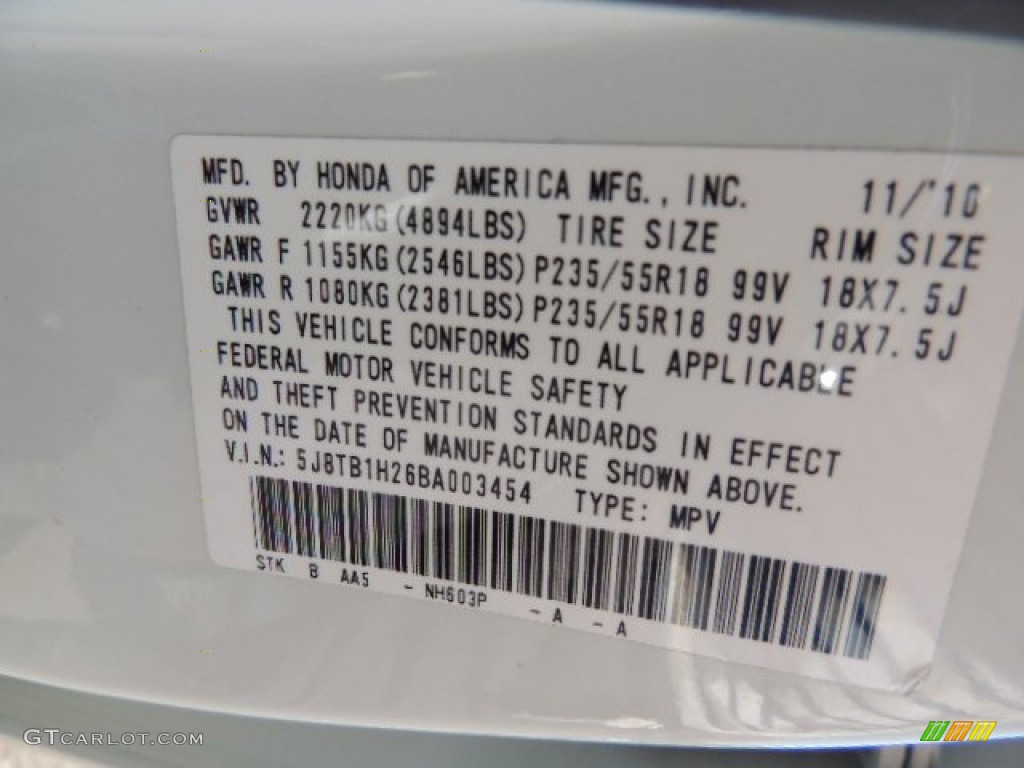 MFD. BY HONDA OF AMERICA MFG., INC. 11/'10
GVWR 2220KG(4894LBS) TIRE SIZE RIM SIZE
GAWR F 1155KG(2546LBS)P235/55R18 99V 18X7.5J
GAWR R 1080KG(2381LBS)P235/55R18 99V 18X7.5J
THIS VEHICLE CONFORMS TO ALL APPLICABLE
FEDERAL MOTOR VEHICLE SAFETY
AND THEFT PREVENTION STANDARDS IN EFFECT
ON THE DATE OF MANUFACTURE SHOWN ABOVE.
V.I.N.: 5J8TB1H26BA003454 TYPE: MPV
STK B AA5 - NH603P - A - A
GTCARLOT.COM